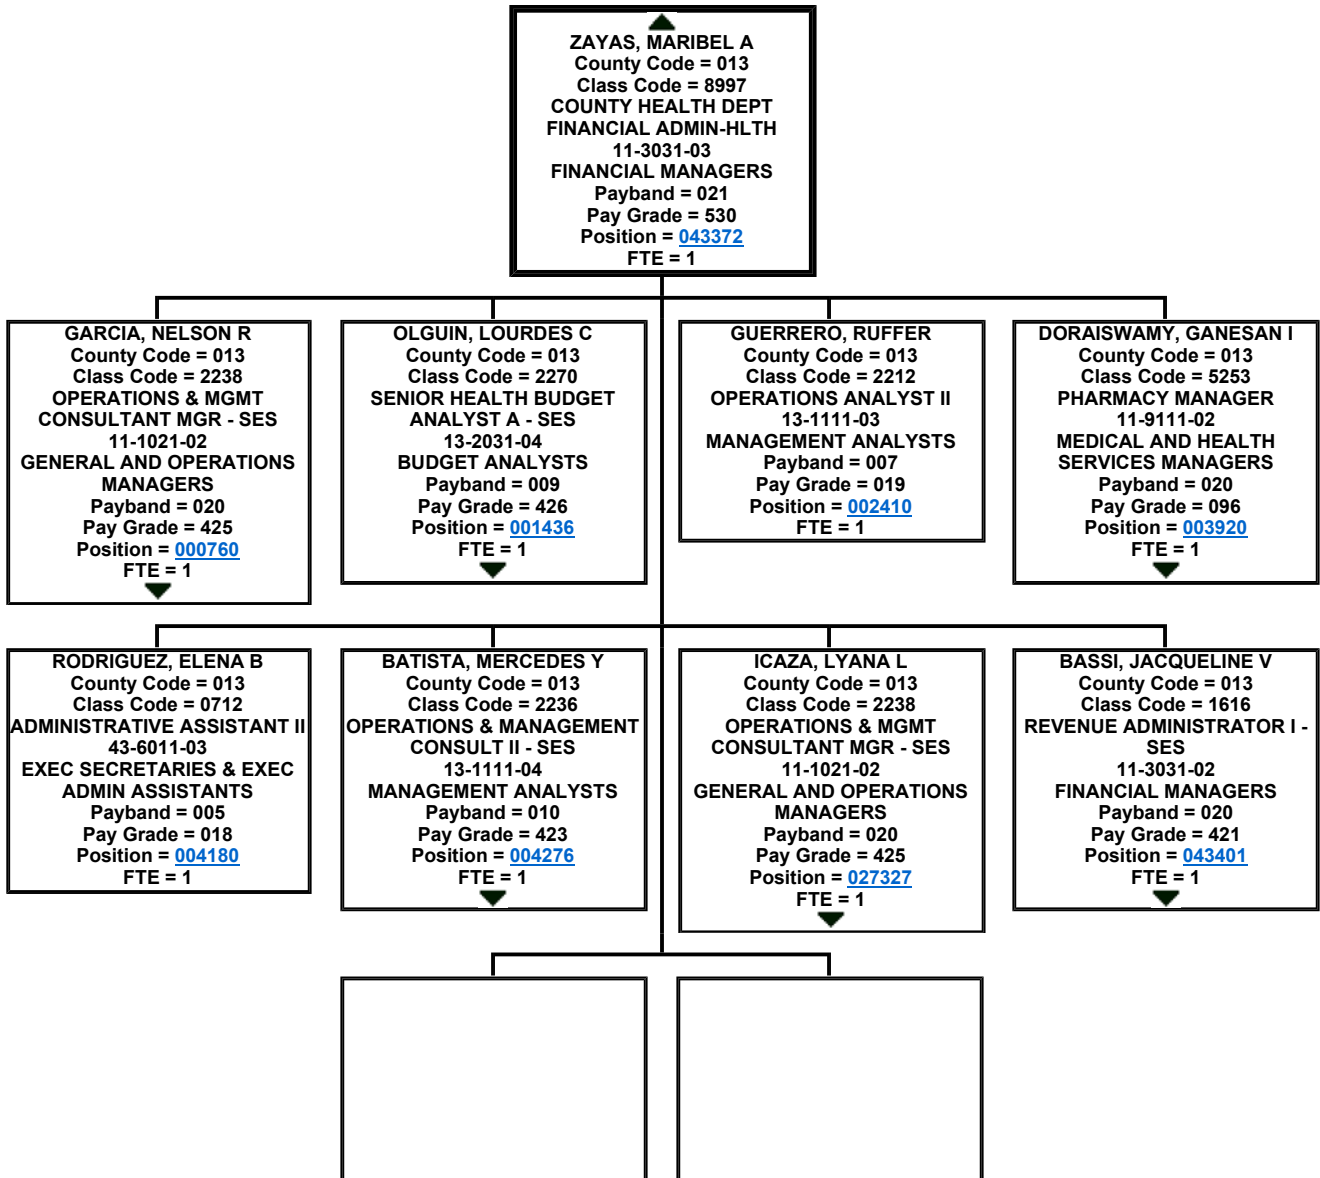 ZAYAS, MARIBEL A
County Code = 013
Class Code = 8997
COUNTY HEALTH DEPT
FINANCIAL ADMIN-HLTH
11-3031-03
FINANCIAL MANAGERS
Payband = 021
Pay Grade = 530
Position = 043372
FTE = 1
GARCIA, NELSON R
County Code = 013
Class Code = 2238
OPERATIONS & MGMT
CONSULTANT MGR - SES
11-1021-02
GENERAL AND OPERATIONS
MANAGERS
Payband = 020
Pay Grade = 425
Position = 000760
FTE = 1
OLGUIN, LOURDES C
County Code = 013
Class Code = 2270
SENIOR HEALTH BUDGET
ANALYST A - SES
13-2031-04
BUDGET ANALYSTS
Payband = 009
Pay Grade = 426
Position = 001436
FTE = 1
GUERRERO, RUFFER
County Code = 013
Class Code = 2212
OPERATIONS ANALYST II
13-1111-03
MANAGEMENT ANALYSTS
Payband = 007
Pay Grade = 019
Position = 002410
FTE = 1
DORAISWAMY, GANESAN I
County Code = 013
Class Code = 5253
PHARMACY MANAGER
11-9111-02
MEDICAL AND HEALTH
SERVICES MANAGERS
Payband = 020
Pay Grade = 096
Position = 003920
FTE = 1
RODRIGUEZ, ELENA B
County Code = 013
Class Code = 0712
ADMINISTRATIVE ASSISTANT II
43-6011-03
EXEC SECRETARIES & EXEC
ADMIN ASSISTANTS
Payband = 005
Pay Grade = 018
Position = 004180
FTE = 1
BATISTA, MERCEDES Y
County Code = 013
Class Code = 2236
OPERATIONS & MANAGEMENT
CONSULT II - SES
13-1111-04
MANAGEMENT ANALYSTS
Payband = 010
Pay Grade = 423
Position = 004276
FTE = 1
ICAZA, LYANA L
County Code = 013
Class Code = 2238
OPERATIONS & MGMT
CONSULTANT MGR - SES
11-1021-02
GENERAL AND OPERATIONS
MANAGERS
Payband = 020
Pay Grade = 425
Position = 027327
FTE = 1
BASSI, JACQUELINE V
County Code = 013
Class Code = 1616
REVENUE ADMINISTRATOR I -
SES
11-3031-02
FINANCIAL MANAGERS
Payband = 020
Pay Grade = 421
Position = 043401
FTE = 1